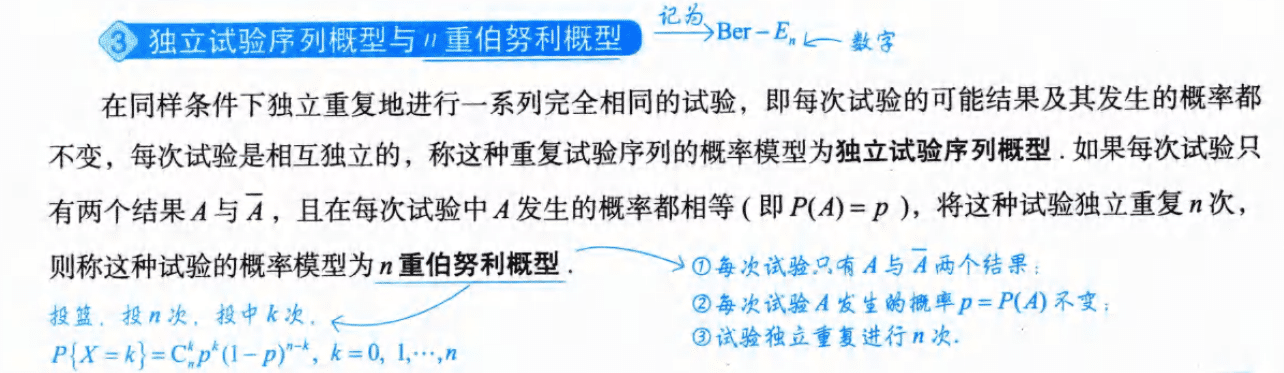 ③ 独立试验序列概型与n重伯努利概型 记为 Ber－Eₙ 数字
在同样条件下独立重复地进行一系列完全相同的试验，即每次试验的可能结果及其发生的概率都
不变，每次试验是相互独立的，称这种重复试验序列的概率模型为独立试验序列概型．如果每次试验只
有两个结果 A 与 A̅，且在每次试验中 A 发生的概率都相等（即 P(A)= p），将这种试验独立重复 n 次，
则称这种试验的概率模型为 n 重伯努利概型．
①每次试验只有 A 与 A̅ 两个结果；
②每次试验 A 发生的概率 p = P(A) 不变；
③试验独立重复进行 n 次.
投篮，投 n 次，投中 k 次，
P{X = k}= Cₙᵏpᵏ(1－p)ⁿ⁻ᵏ, k = 0, 1,⋯,n